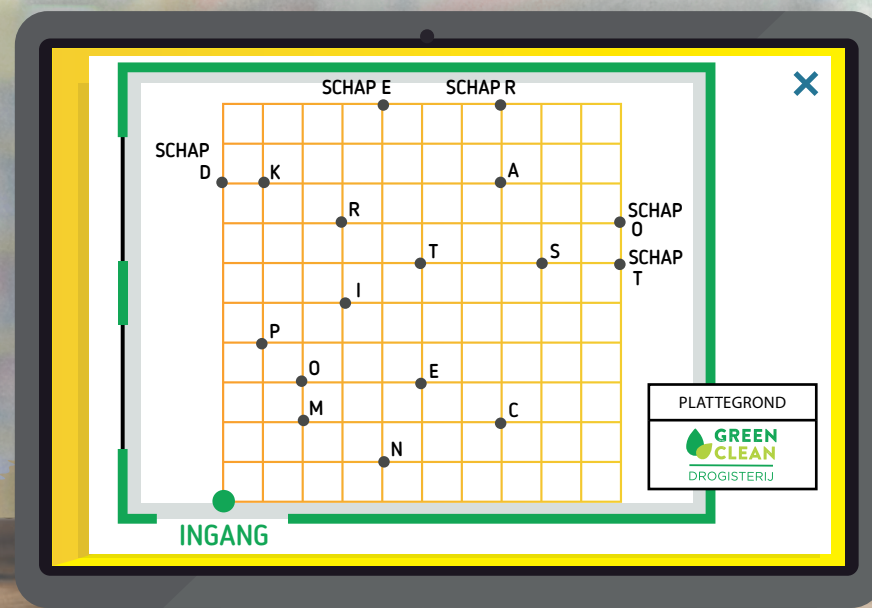 SCHAP E
SCHAP R
SCHAP
D
K
A
R
SCHAP
O
T
S
SCHAP
T
I
P
O
E
M
C
N
PLATTEGROND
GREEN
CLEAN
DROGISTERIJ
INGANG